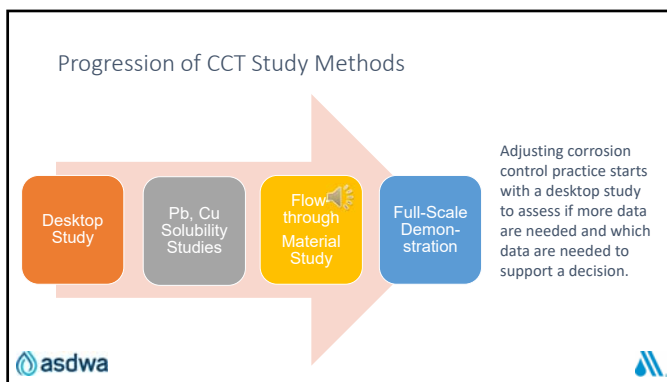 Progression of CCT Study Methods
Desktop
Study
Pb, Cu
Solubility
Studies
Flow-
through
Material
Study
Full-Scale
Demon-
stration
Adjusting corrosion
control practice starts
with a desktop study
to assess if more data
are needed and which
data are needed to
support a decision.
asdwa